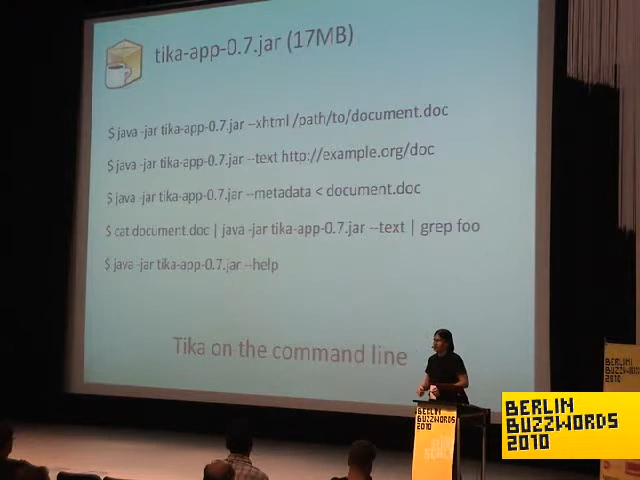 tika-app-0.7.jar (17MB)
$ java -jar tika-app-0.7.jar --xhtml /path/to/document.doc
$ java -jar tika-app-0.7.jar --text http://example.org/doc
$ java -jar tika-app-0.7.jar --metadata < document.doc
$ cat document.doc | java -jar tika-app-0.7.jar --text | grep foo
$ java -jar tika-app-0.7.jar --help
Tika on the command line
BERLIN
BUZZWORDS
2010
BERLIN
BUZZWORDS
2010
BERLIN
BUZZWORDS
2010